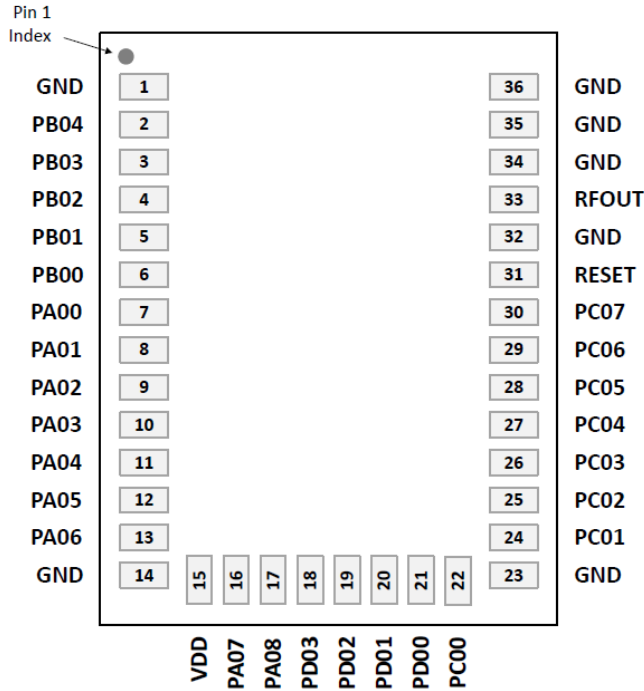 Pin 1
Index
GND 1 36 GND
PB04 2 35 GND
PB03 3 34 GND
PB02 4 33 RFOUT
PB01 5 32 GND
PB00 6 31 RESET
PA00 7 30 PC07
PA01 8 29 PC06
PA02 9 28 PC05
PA03 10 27 PC04
PA04 11 26 PC03
PA05 12 25 PC02
PA06 13 24 PC01
GND 14 15 16 17 18 19 20 21 22 23 GND
VDD PA07 PA08 PD03 PD02 PD01 PD00 PC00